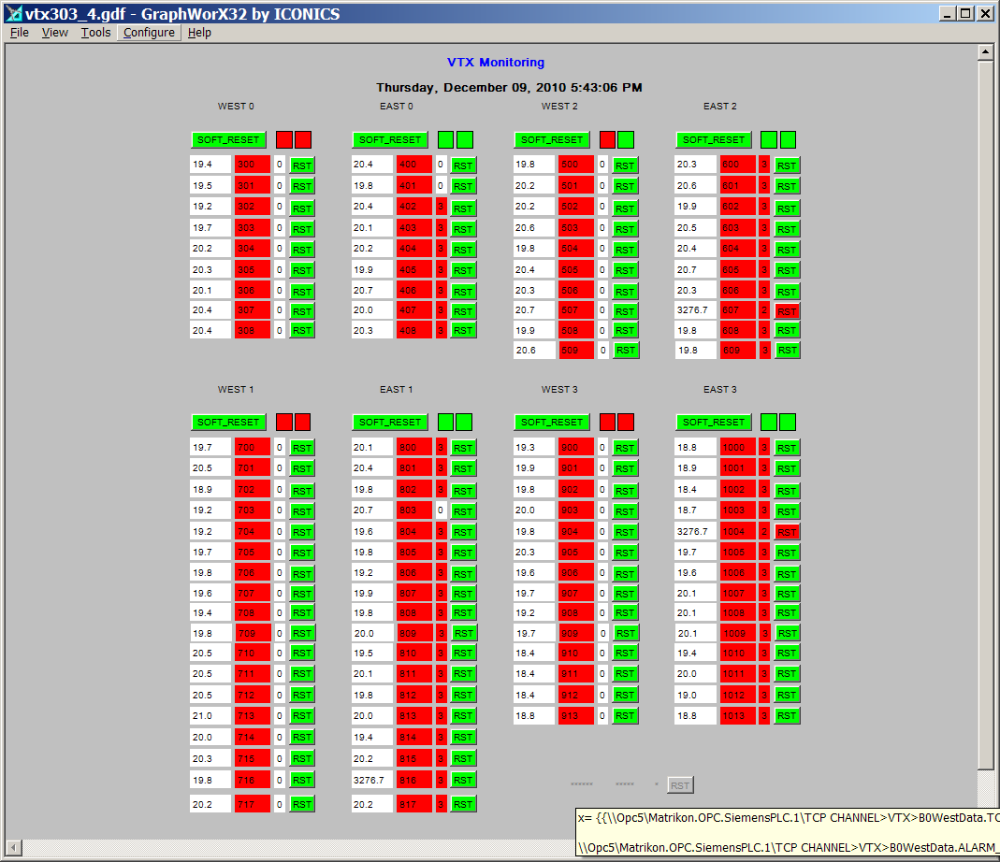 vtx303_4.gdf - GraphWorX32 by ICONICS
File View Tools Configure Help
VTX Monitoring
Thursday, December 09, 2010 5:43:06 PM
WEST 0 EAST 0 WEST 2 EAST 2
SOFT_RESET SOFT_RESET SOFT_RESET SOFT_RESET
19.4 300 0 RST 20.4 400 0 RST 19.8 500 0 RST 20.3 600 3 RST
19.5 301 0 RST 19.8 401 0 RST 20.2 501 0 RST 20.6 601 3 RST
19.2 302 0 RST 20.4 402 3 RST 20.2 502 0 RST 19.9 602 3 RST
19.7 303 0 RST 20.1 403 3 RST 20.6 503 0 RST 20.5 603 3 RST
20.2 304 0 RST 20.2 404 3 RST 19.8 504 0 RST 20.4 604 3 RST
20.3 305 0 RST 19.9 405 3 RST 20.4 505 0 RST 20.7 605 3 RST
20.1 306 0 RST 20.7 406 3 RST 20.3 506 0 RST 20.3 606 3 RST
20.4 307 0 RST 20.0 407 3 RST 20.7 507 0 RST 3276.7 607 2 RST
20.4 308 0 RST 20.3 408 3 RST 19.9 508 0 RST 19.8 608 3 RST
20.6 509 0 RST 19.8 609 3 RST
WEST 1 EAST 1 WEST 3 EAST 3
SOFT_RESET SOFT_RESET SOFT_RESET SOFT_RESET
19.7 700 0 RST 20.1 800 3 RST 19.3 900 0 RST 18.8 1000 3 RST
20.5 701 0 RST 20.4 801 3 RST 19.9 901 0 RST 18.9 1001 3 RST
18.9 702 0 RST 19.8 802 3 RST 19.8 902 0 RST 18.4 1002 3 RST
19.2 703 0 RST 20.7 803 0 RST 20.0 903 0 RST 18.7 1003 3 RST
19.2 704 0 RST 19.6 804 3 RST 19.8 904 0 RST 3276.7 1004 2 RST
19.7 705 0 RST 19.8 805 3 RST 20.3 905 0 RST 19.7 1005 3 RST
19.8 706 0 RST 19.2 806 3 RST 19.6 906 0 RST 19.6 1006 3 RST
19.6 707 0 RST 19.9 807 3 RST 19.7 907 0 RST 20.1 1007 3 RST
19.4 708 0 RST 19.8 808 3 RST 19.2 908 0 RST 20.1 1008 3 RST
19.8 709 0 RST 20.0 809 3 RST 19.7 909 0 RST 20.1 1009 3 RST
20.5 710 0 RST 19.5 810 3 RST 18.4 910 0 RST 19.4 1010 3 RST
20.5 711 0 RST 20.1 811 3 RST 18.4 911 0 RST 20.0 1011 3 RST
20.5 712 0 RST 19.8 812 3 RST 18.4 912 0 RST 19.0 1012 3 RST
21.0 713 0 RST 20.0 813 3 RST 18.8 913 0 RST 18.8 1013 3 RST
20.0 714 0 RST 19.4 814 3 RST
20.3 715 0 RST 20.2 815 3 RST
19.8 716 0 RST 3276.7 816 3 RST
****** ***** * RST
20.2 717 0 RST 20.2 817 3 RST
x= {{\\Opc5\Matrikon.OPC.SiemensPLC.1\TCP CHANNEL>VTX>B0WestData.TC
\\Opc5\Matrikon.OPC.SiemensPLC.1\TCP CHANNEL>VTX>B0WestData.ALARM_